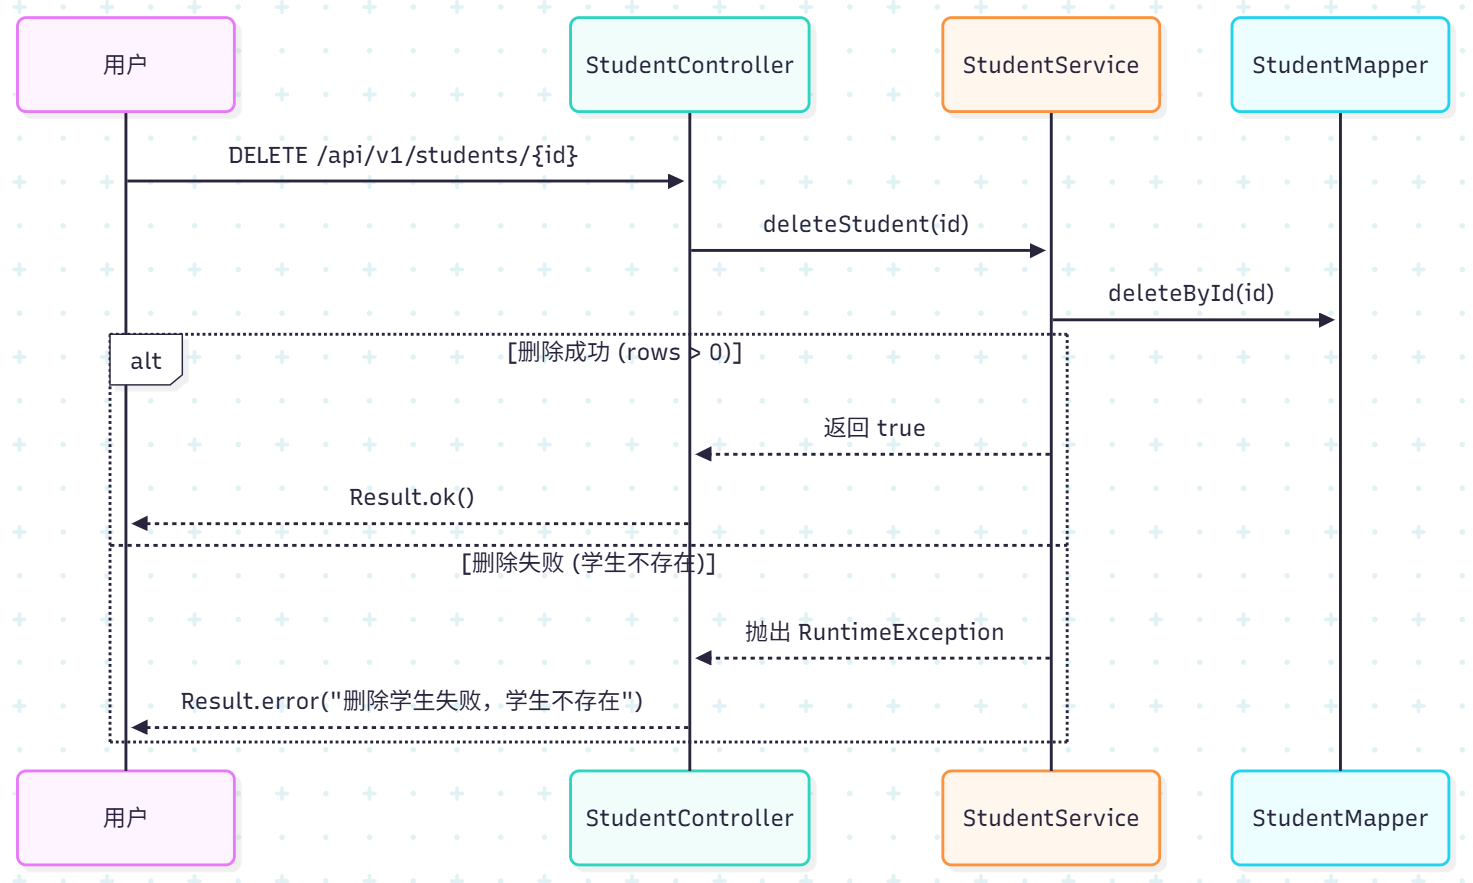 用户
StudentController
StudentService
StudentMapper
DELETE /api/v1/students/{id}
deleteStudent(id)
deleteById(id)
alt
[删除成功 (rows > 0)]
返回 true
Result.ok()
[删除失败 (学生不存在)]
抛出 RuntimeException
Result.error("删除学生失败，学生不存在")
用户
StudentController
StudentService
StudentMapper